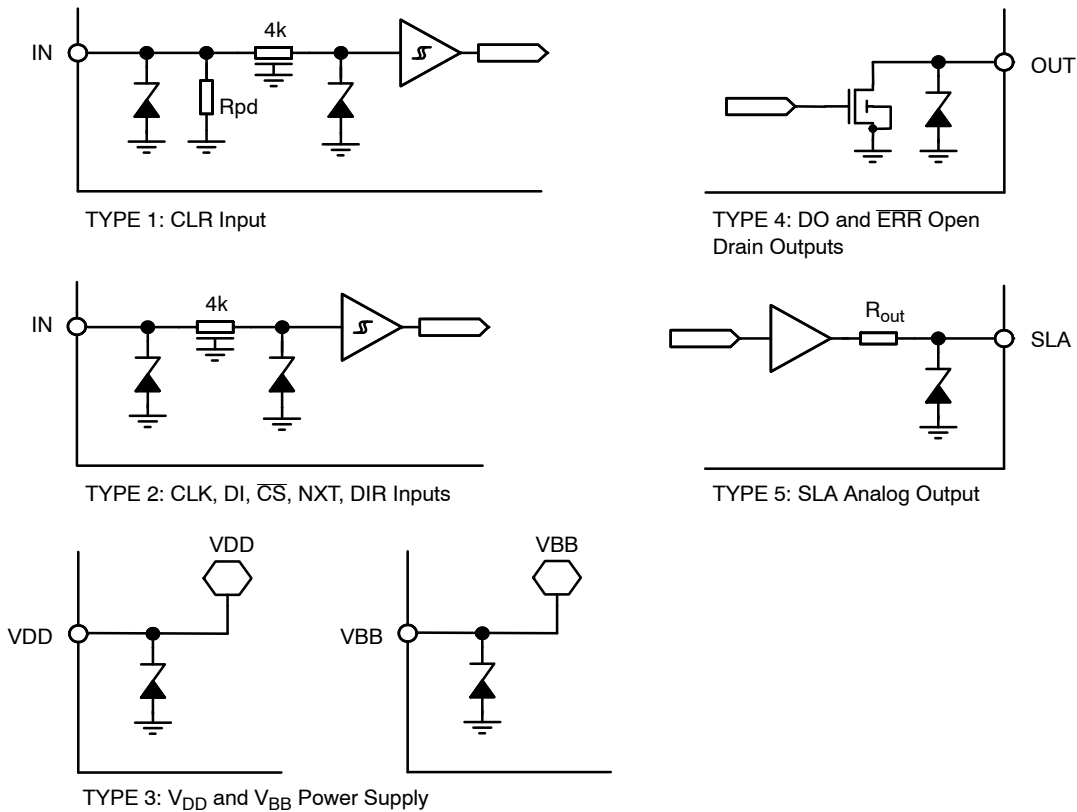 IN
4k
Rpd
TYPE 1: CLR Input
OUT
TYPE 4: DO and E̅R̅R̅ Open
Drain Outputs
IN
4k
TYPE 2: CLK, DI, C̅S̅, NXT, DIR Inputs
Rout
SLA
TYPE 5: SLA Analog Output
VDD
VDD
VBB
VBB
TYPE 3: VDD and VBB Power Supply